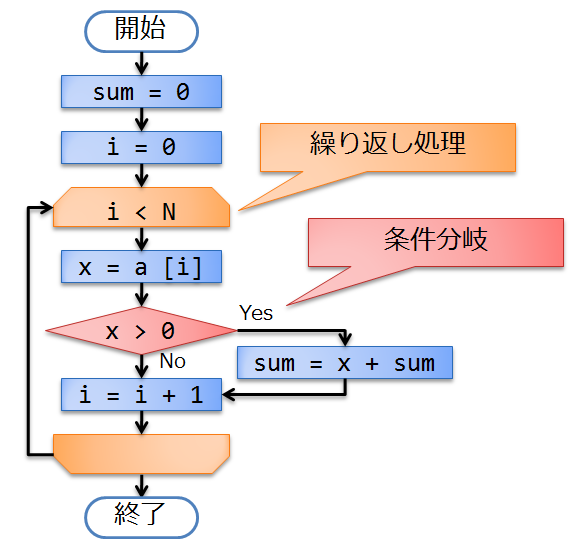 開始
sum = 0
i = 0
繰り返し処理
i < N
条件分岐
x = a [i]
x > 0
Yes
No
sum = x + sum
i = i + 1
終了